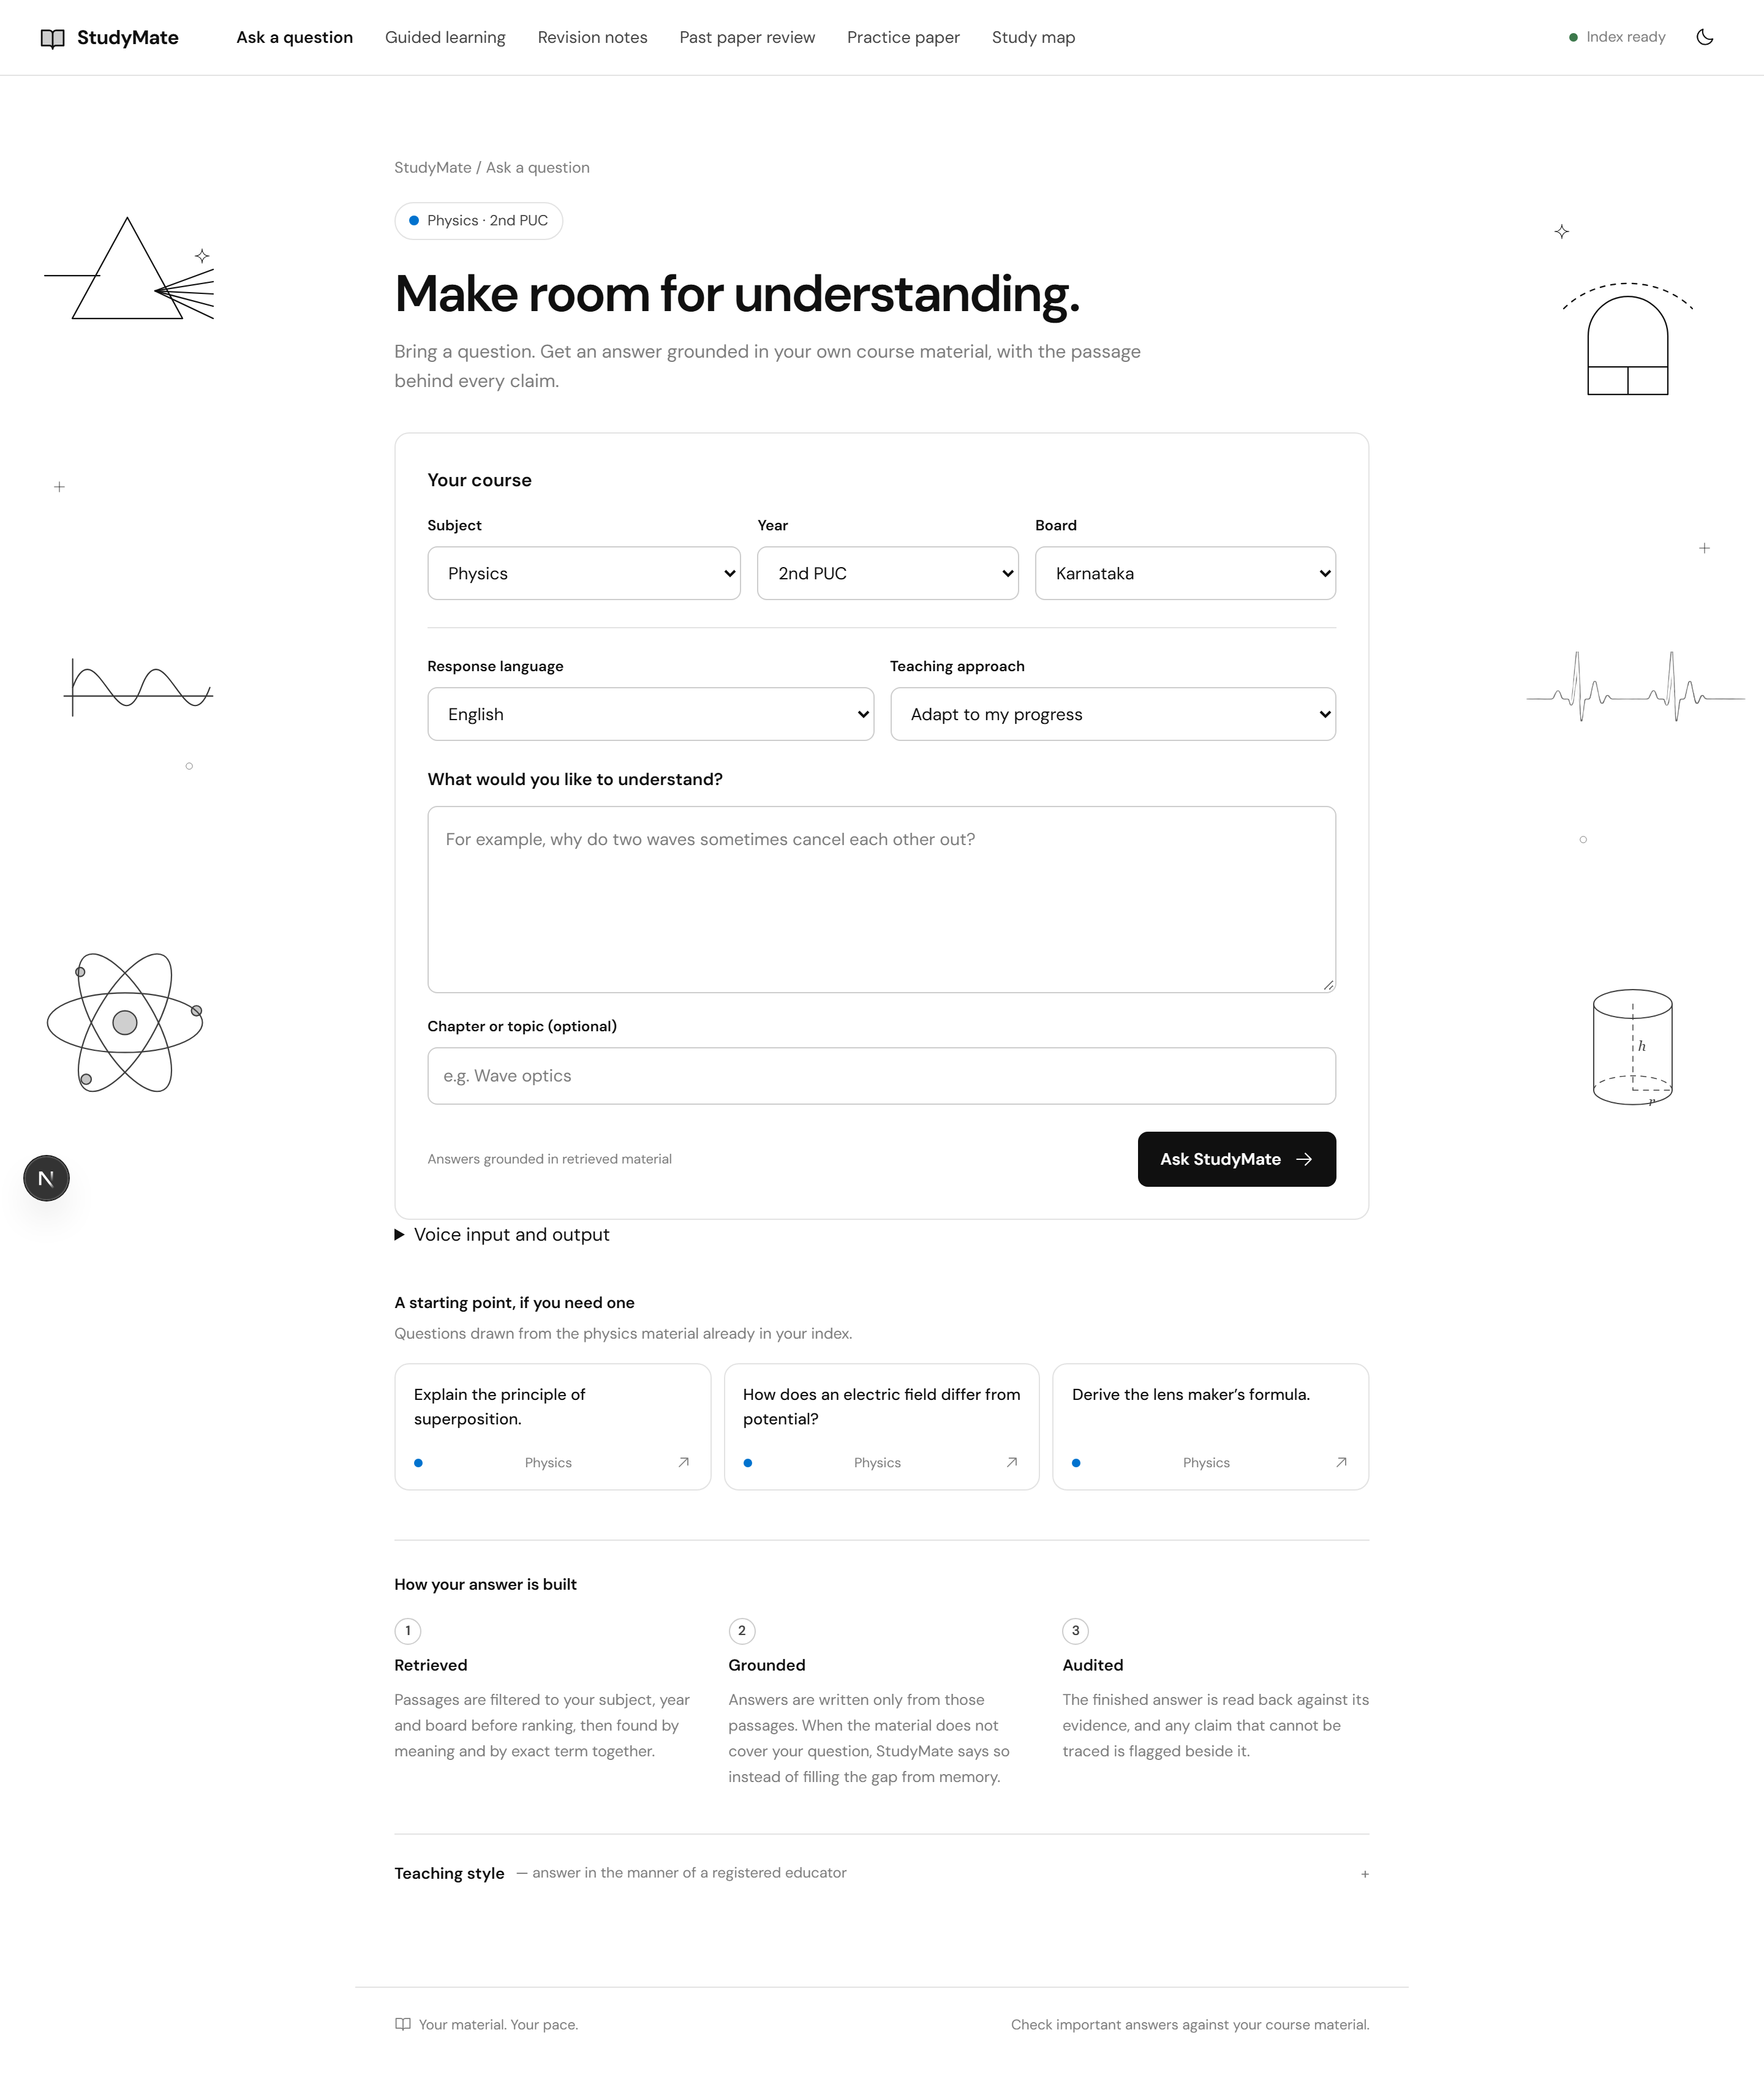 StudyMate
Ask a question
Guided learning
Revision notes
Past paper review
Practice paper
Study map
Index ready
StudyMate / Ask a question
Physics · 2nd PUC
Make room for understanding.
Bring a question. Get an answer grounded in your own course material, with the passage
behind every claim.
Your course
Subject
Year
Board
Physics
2nd PUC
Karnataka
Response language
Teaching approach
English
Adapt to my progress
What would you like to understand?
For example, why do two waves sometimes cancel each other out?
Chapter or topic (optional)
e.g. Wave optics
h
r
Answers grounded in retrieved material
Ask StudyMate →
N
Voice input and output
A starting point, if you need one
Questions drawn from the physics material already in your index.
Explain the principle of
superposition.
Physics
How does an electric field differ from
potential?
Physics
Derive the lens maker’s formula.
Physics
How your answer is built
1
Retrieved
Passages are filtered to your subject, year
and board before ranking, then found by
meaning and by exact term together.
2
Grounded
Answers are written only from those
passages. When the material does not
cover your question, StudyMate says so
instead of filling the gap from memory.
3
Audited
The finished answer is read back against its
evidence, and any claim that cannot be
traced is flagged beside it.
Teaching style — answer in the manner of a registered educator +
Your material. Your pace.
Check important answers against your course material.